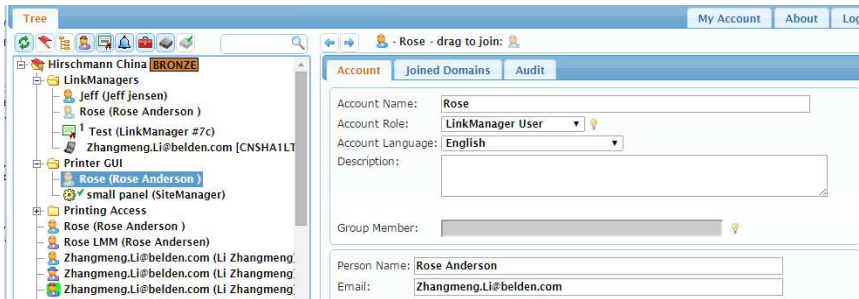 Tree
My Account About
Hirschmann China BRONZE
LinkManagers
Jeff (Jeff jensen)
Rose (Rose Anderson )
1 Test (LinkManager #7c)
Zhangmeng.Li@belden.com [CNSHA1LT
Printer GUI
Rose (Rose Anderson )
small panel (SiteManager)
Printing Access
Rose (Rose Anderson )
Rose LMM (Rose Andersen)
Zhangmeng.Li@belden.com (Li Zhangmeng
Zhangmeng.Li@belden.com (Li Zhangmeng
Zhangmeng.Li@belden.com (Li Zhangmeng
- Rose - drag to join:
Account Joined Domains Audit
Account Name: Rose
Account Role: LinkManager User
Account Language: English
Description:
Group Member:
Person Name: Rose Anderson
Email: Zhangmeng.Li@belden.com